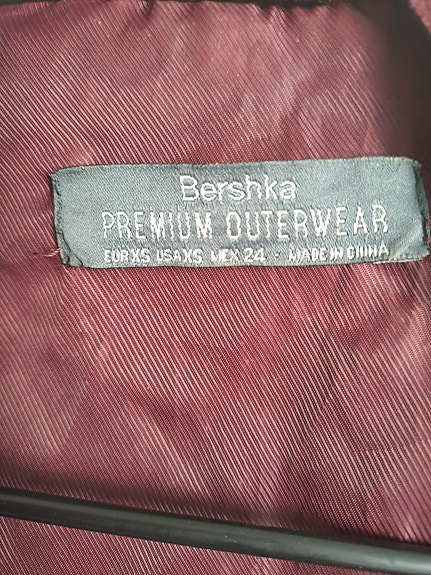 Bershka
PREMIUM OUTERWEAR
EUR XS USA XS MEX 24 - MADE IN CHINA